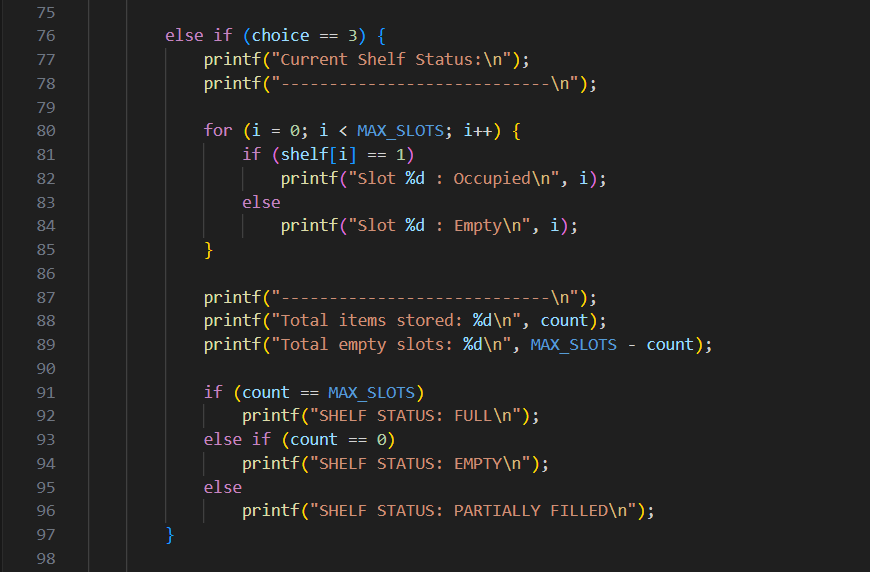 75
76 else if (choice == 3) {
77 printf("Current Shelf Status:\n");
78 printf("----------------------------\n");
79
80 for (i = 0; i < MAX_SLOTS; i++) {
81 if (shelf[i] == 1)
82 printf("Slot %d : Occupied\n", i);
83 else
84 printf("Slot %d : Empty\n", i);
85 }
86
87 printf("----------------------------\n");
88 printf("Total items stored: %d\n", count);
89 printf("Total empty slots: %d\n", MAX_SLOTS - count);
90
91 if (count == MAX_SLOTS)
92 printf("SHELF STATUS: FULL\n");
93 else if (count == 0)
94 printf("SHELF STATUS: EMPTY\n");
95 else
96 printf("SHELF STATUS: PARTIALLY FILLED\n");
97 }
98